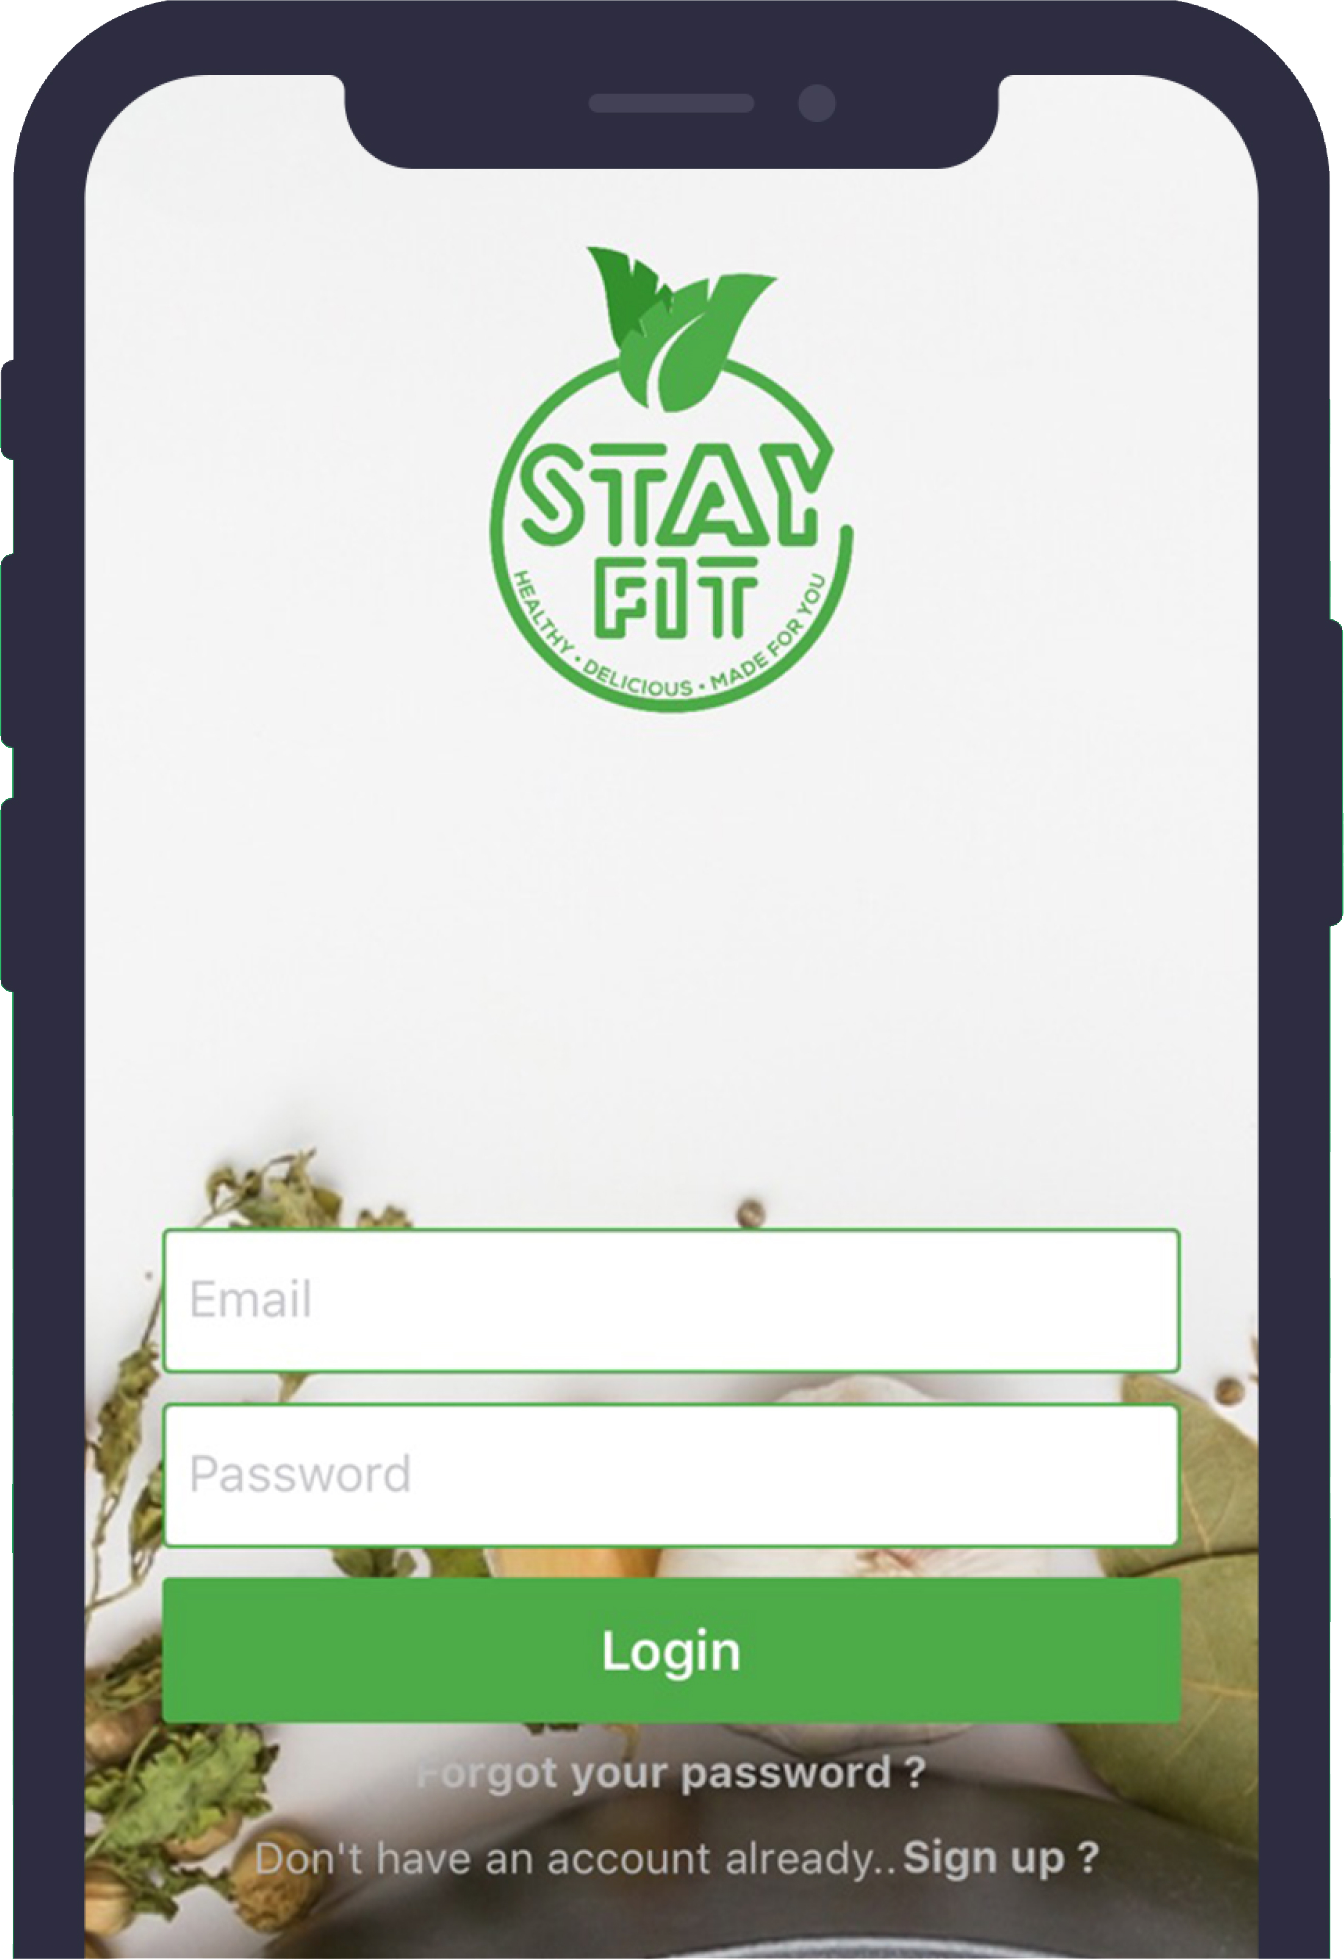 STAY
FIT
HEALTHY • DELICIOUS • MADE FOR YOU
Email
Password
Login
Forgot your password ?
Don't have an account already.. Sign up ?